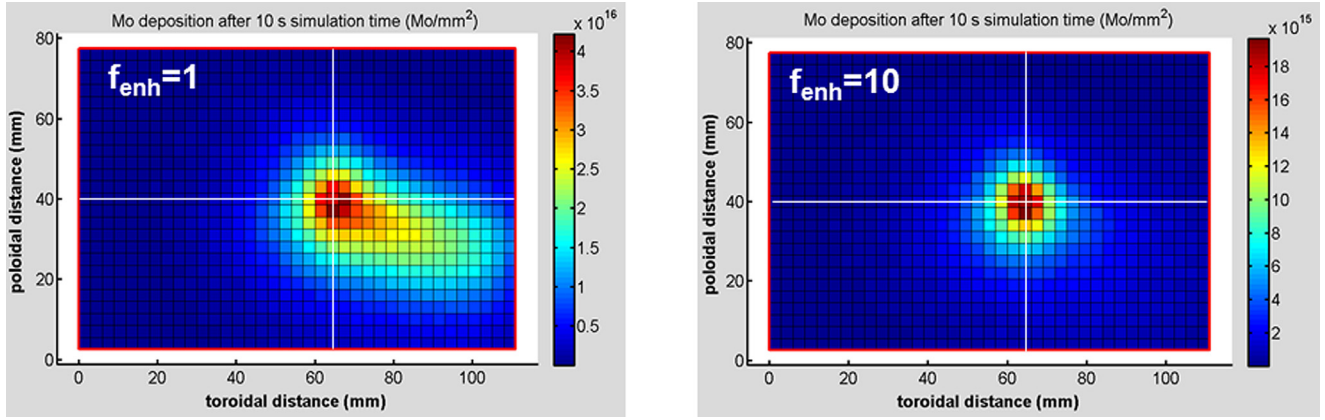 Mo deposition after 10 s simulation time (Mo/mm²)
x 10¹⁶
f_enh=1
80
60
40
20
0
0 20 40 60 80 100
4
3.5
3
2.5
2
1.5
1
0.5
poloidal distance (mm)
toroidal distance (mm)
Mo deposition after 10 s simulation time (Mo/mm²)
x 10¹⁵
f_enh=10
80
60
40
20
0
0 20 40 60 80 100
18
16
14
12
10
8
6
4
2
poloidal distance (mm)
toroidal distance (mm)